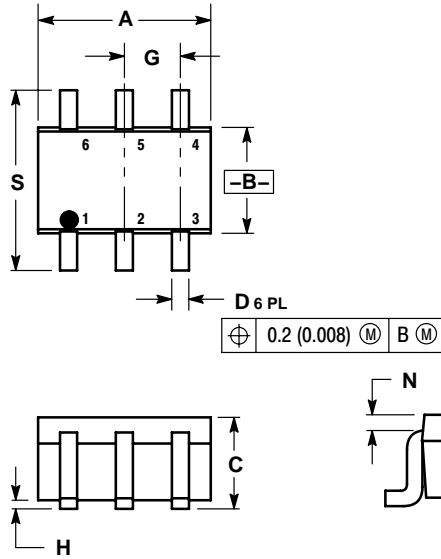 A
G
S
6 5 4
–B–
1 2 3
D 6 PL
⌖ 0.2 (0.008) Ⓜ B Ⓜ
N
C
H